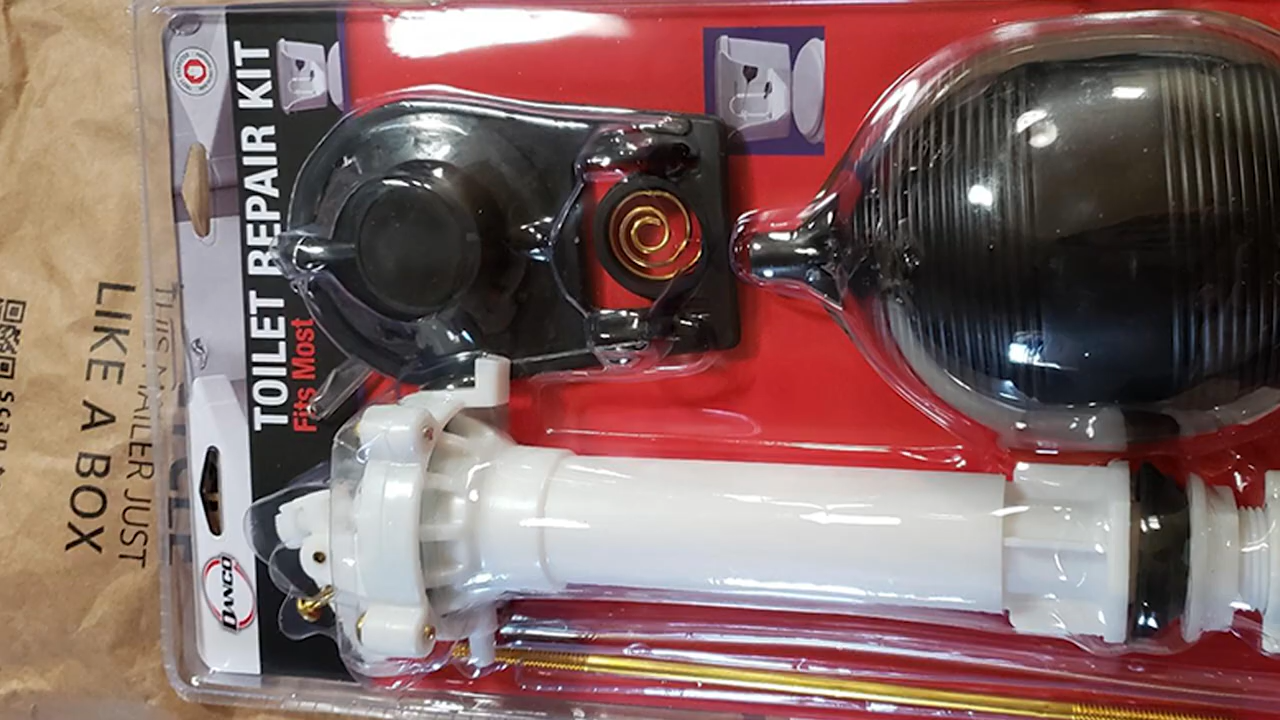 TOILET REPAIR KIT
Fits Most
DANCO
THIS MAILER JUST
LIKE A BOX